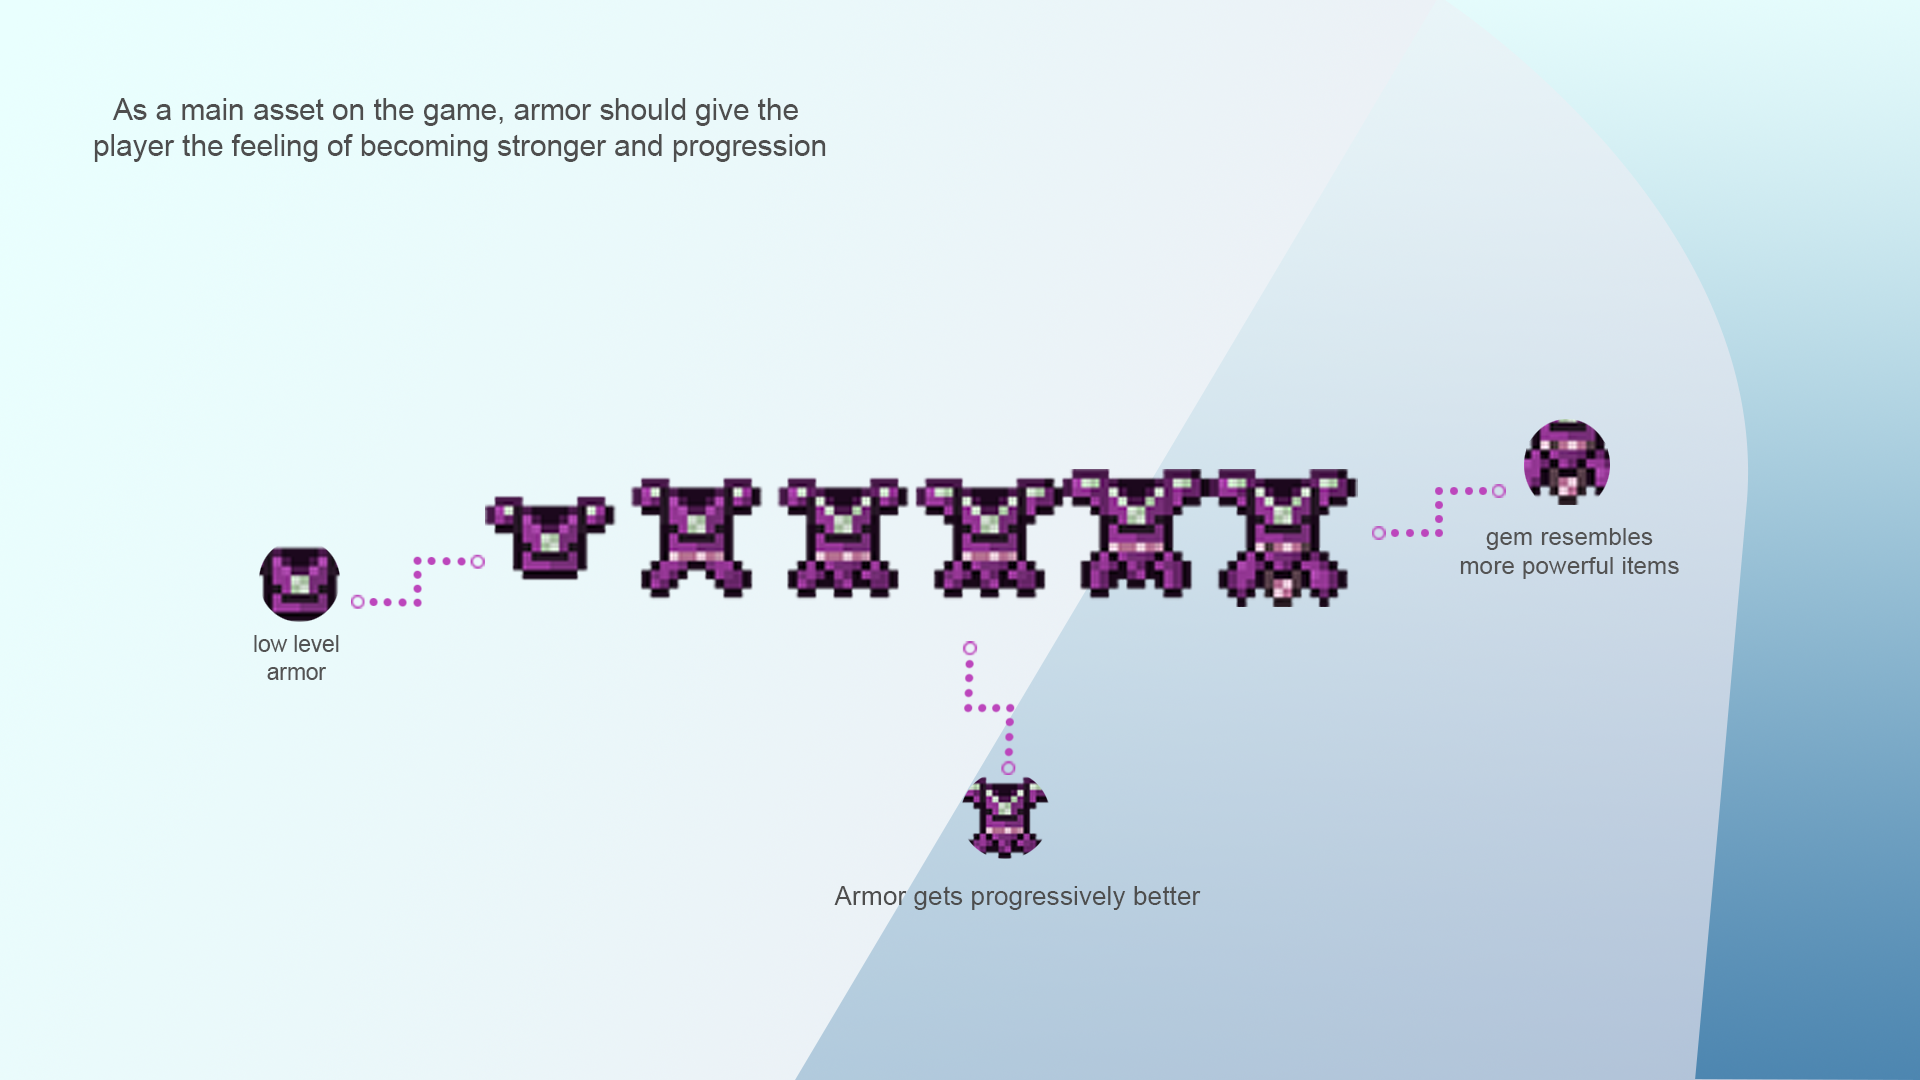 As a main asset on the game, armor should give the
player the feeling of becoming stronger and progression
gem resembles
more powerful items
low level
armor
Armor gets progressively better